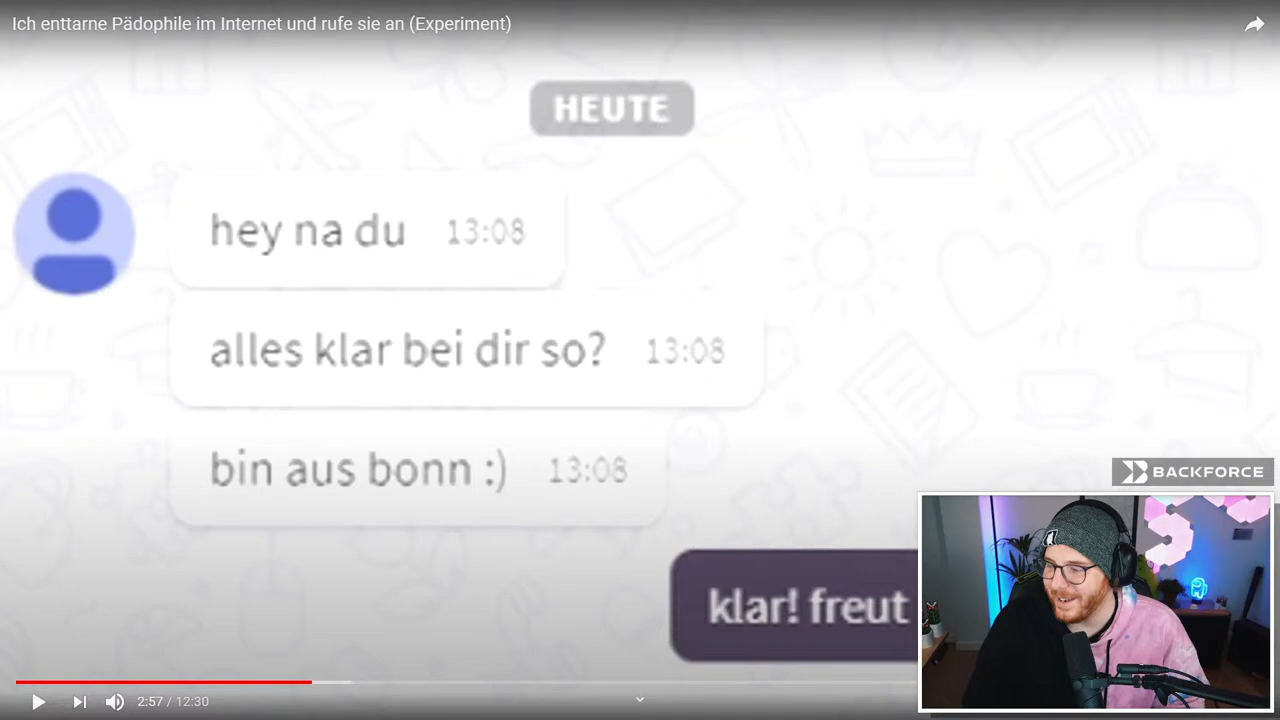 Ich enttarne Pädophile im Internet und rufe sie an (Experiment)
HEUTE
hey na du 13:08
alles klar bei dir so? 13:08
bin aus bonn :) 13:08
klar! freut
BACKFORCE
2:57 / 12:30